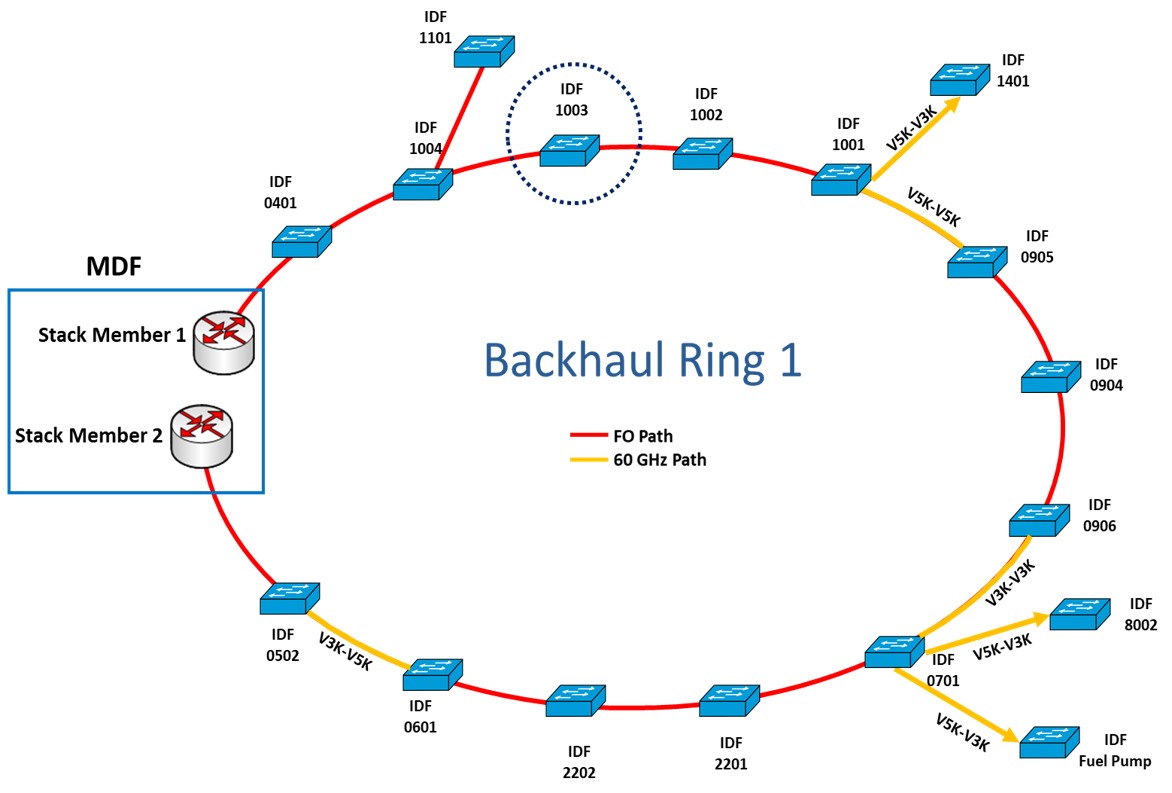 IDF
1101
IDF
1003
IDF
1002
IDF
1401
IDF
1004
IDF
1001
V5K-V3K
IDF
0401
V5K-V5K
IDF
0905
MDF
Stack Member 1
Backhaul Ring 1
IDF
0904
Stack Member 2
FO Path
60 GHz Path
IDF
0906
V3K-V3K
IDF
8002
V5K-V3K
IDF
0502
V3K-V5K
IDF
0701
IDF
0601
V5K-V3K
IDF
2202
IDF
2201
IDF
Fuel Pump